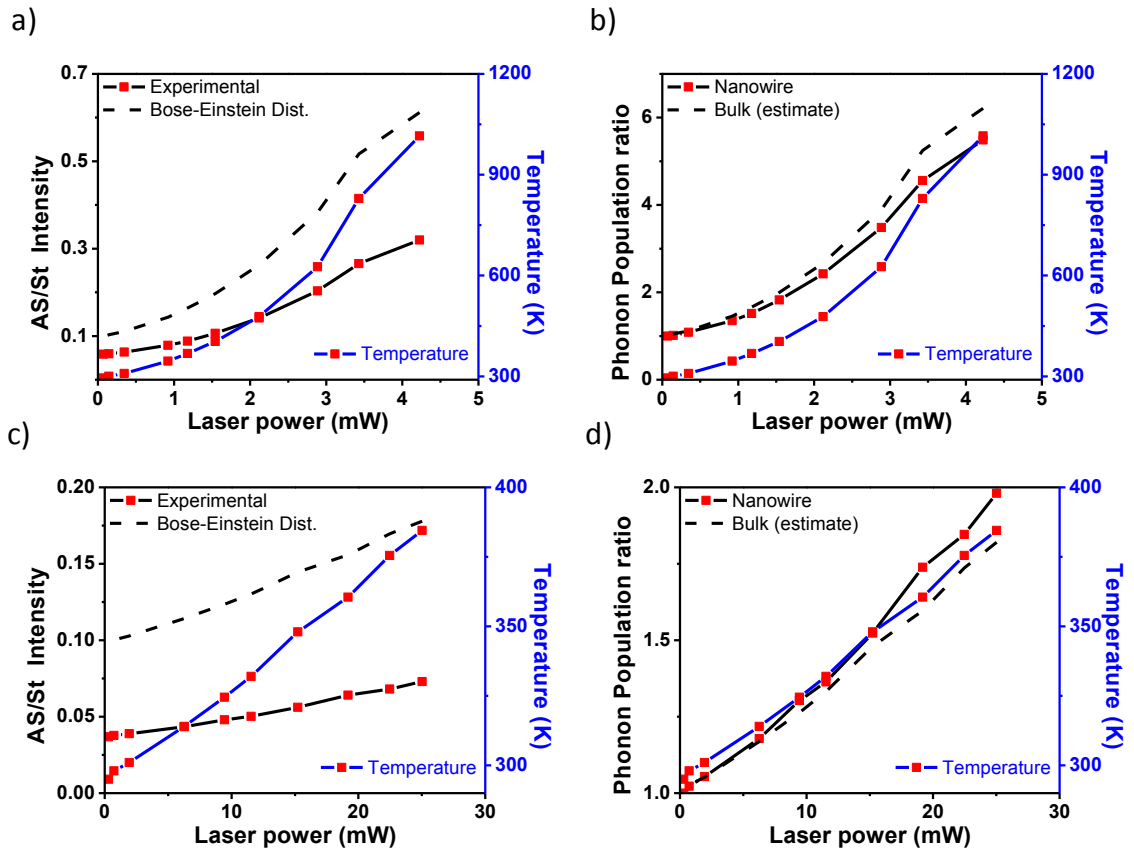 a)
0.7
0.5
0.3
0.1
AS/St Intensity
Experimental
Bose-Einstein Dist.
Temperature
1200
900
600
300
Temperature (K)
0 1 2 3 4 5
Laser power (mW)
b)
6
4
2
0
Phonon Population ratio
Nanowire
Bulk (estimate)
Temperature
1200
900
600
300
Temperature (K)
0 1 2 3 4 5
Laser power (mW)
c)
0.20
0.15
0.10
0.05
0.00
AS/St Intensity
Experimental
Bose-Einstein Dist.
Temperature
400
350
300
Temperature (K)
0 10 20 30
Laser power (mW)
d)
2.0
1.5
1.0
Phonon Population ratio
Nanowire
Bulk (estimate)
Temperature
400
350
300
Temperature (K)
0 10 20 30
Laser power (mW)